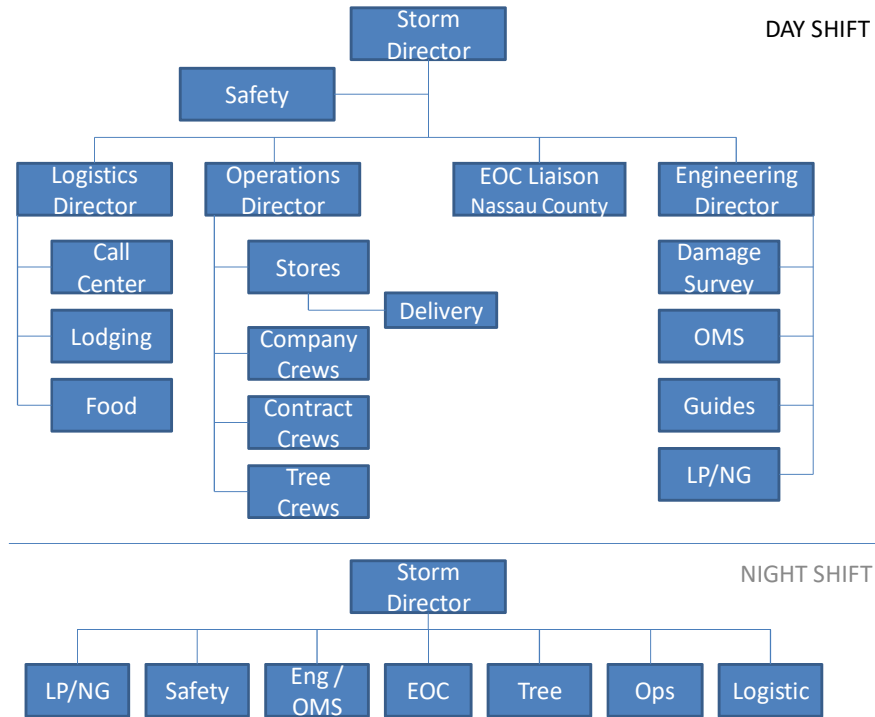 Storm
Director
DAY SHIFT
Safety
Logistics
Director
Operations
Director
EOC Liaison
Nassau County
Engineering
Director
Call
Center
Stores
Damage
Survey
Delivery
Lodging
Company
Crews
OMS
Food
Contract
Crews
Guides
Tree
Crews
LP/NG
NIGHT SHIFT
Storm
Director
LP/NG
Safety
Eng /
OMS
EOC
Tree
Ops
Logistic